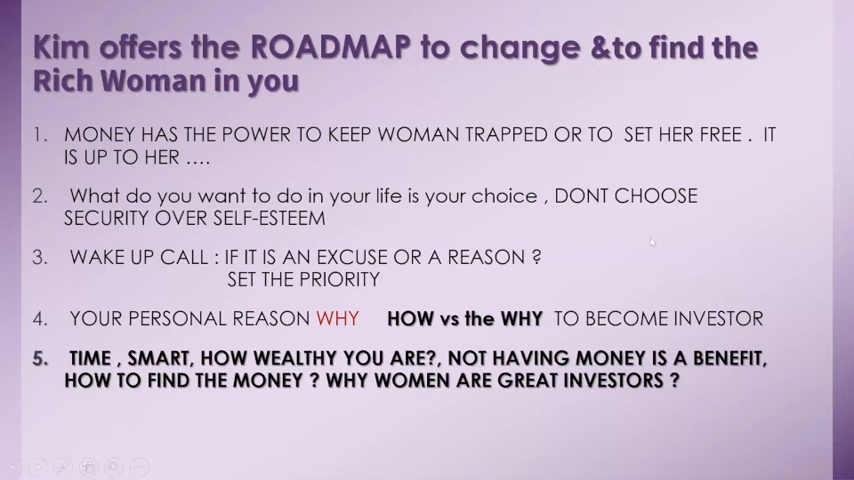 Kim offers the ROADMAP to change &to find the
Rich Woman in you
1. MONEY HAS THE POWER TO KEEP WOMAN TRAPPED OR TO SET HER FREE . IT
IS UP TO HER ....
2. What do you want to do in your life is your choice , DONT CHOOSE
SECURITY OVER SELF-ESTEEM
3. WAKE UP CALL : IF IT IS AN EXCUSE OR A REASON ?
SET THE PRIORITY
4. YOUR PERSONAL REASON WHY HOW vs the WHY TO BECOME INVESTOR
5. TIME , SMART, HOW WEALTHY YOU ARE?, NOT HAVING MONEY IS A BENEFIT,
HOW TO FIND THE MONEY ? WHY WOMEN ARE GREAT INVESTORS ?